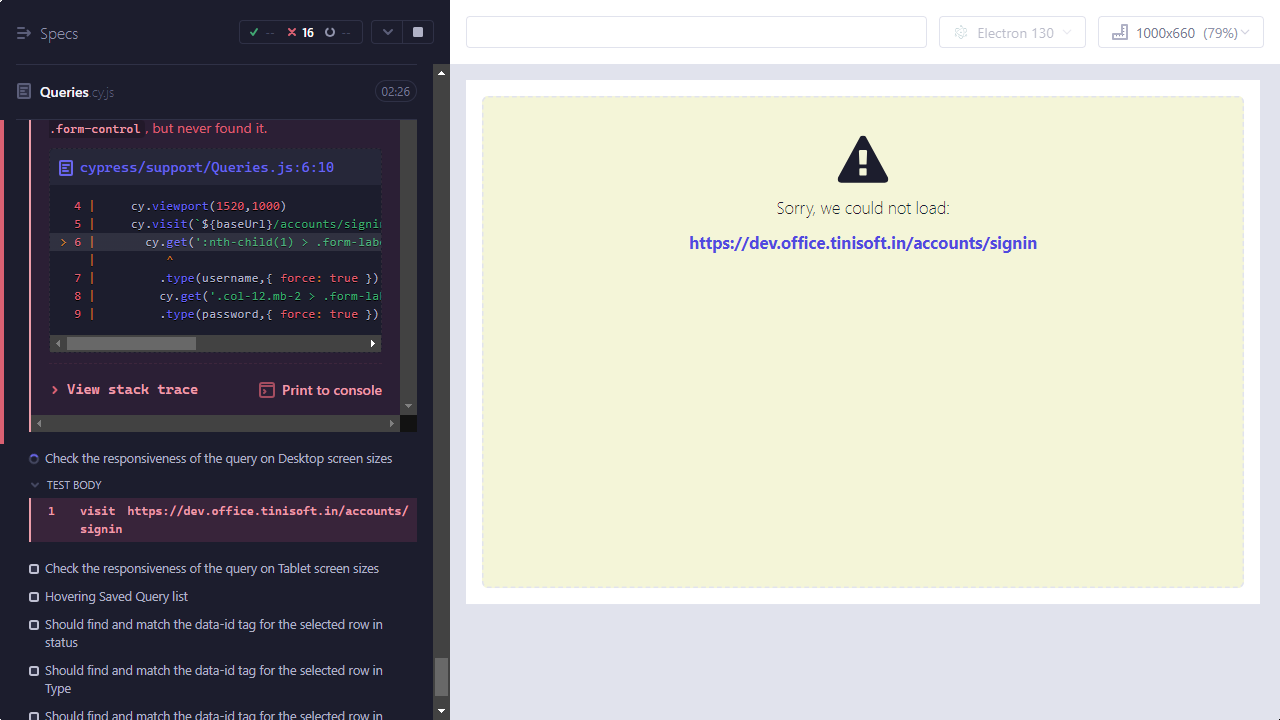 Specs
--
16
--
Electron 130
1000x660 (79%)
Queries.cy.js
02:26
.form-control , but never found it.
cypress/support/Queries.js:6:10
4 | cy.viewport(1520,1000)
5 | cy.visit(`${baseUrl}/accounts/signin
> 6 | cy.get(':nth-child(1) > .form-labe
| ^
7 | .type(username,{ force: true })
8 | cy.get('.col-12.mb-2 > .form-lab
9 | .type(password,{ force: true })
View stack trace
Print to console
Check the responsiveness of the query on Desktop screen sizes
TEST BODY
1 visit https://dev.office.tinisoft.in/accounts/
signin
Check the responsiveness of the query on Tablet screen sizes
Hovering Saved Query list
Should find and match the data-id tag for the selected row in
status
Should find and match the data-id tag for the selected row in
Type
Should find and match the data-id tag for the selected row in
Sorry, we could not load:
https://dev.office.tinisoft.in/accounts/signin